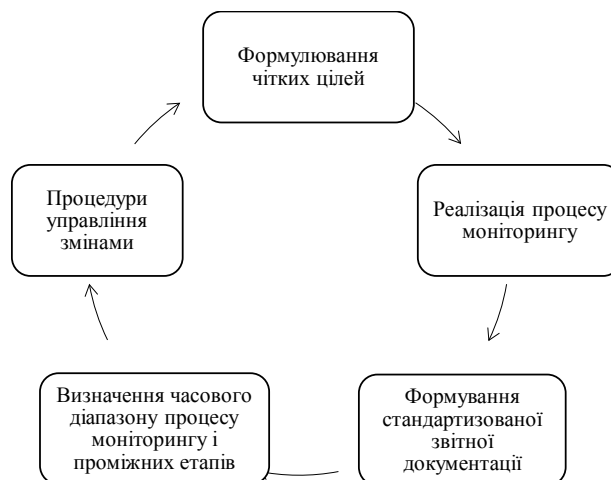 Формулювання
чітких цілей
Реалізація процесу
моніторингу
Формування
стандартизованої
звітної
документації
Визначення часового
діапазону процесу
моніторингу і
проміжних етапів
Процедури
управління
змінами